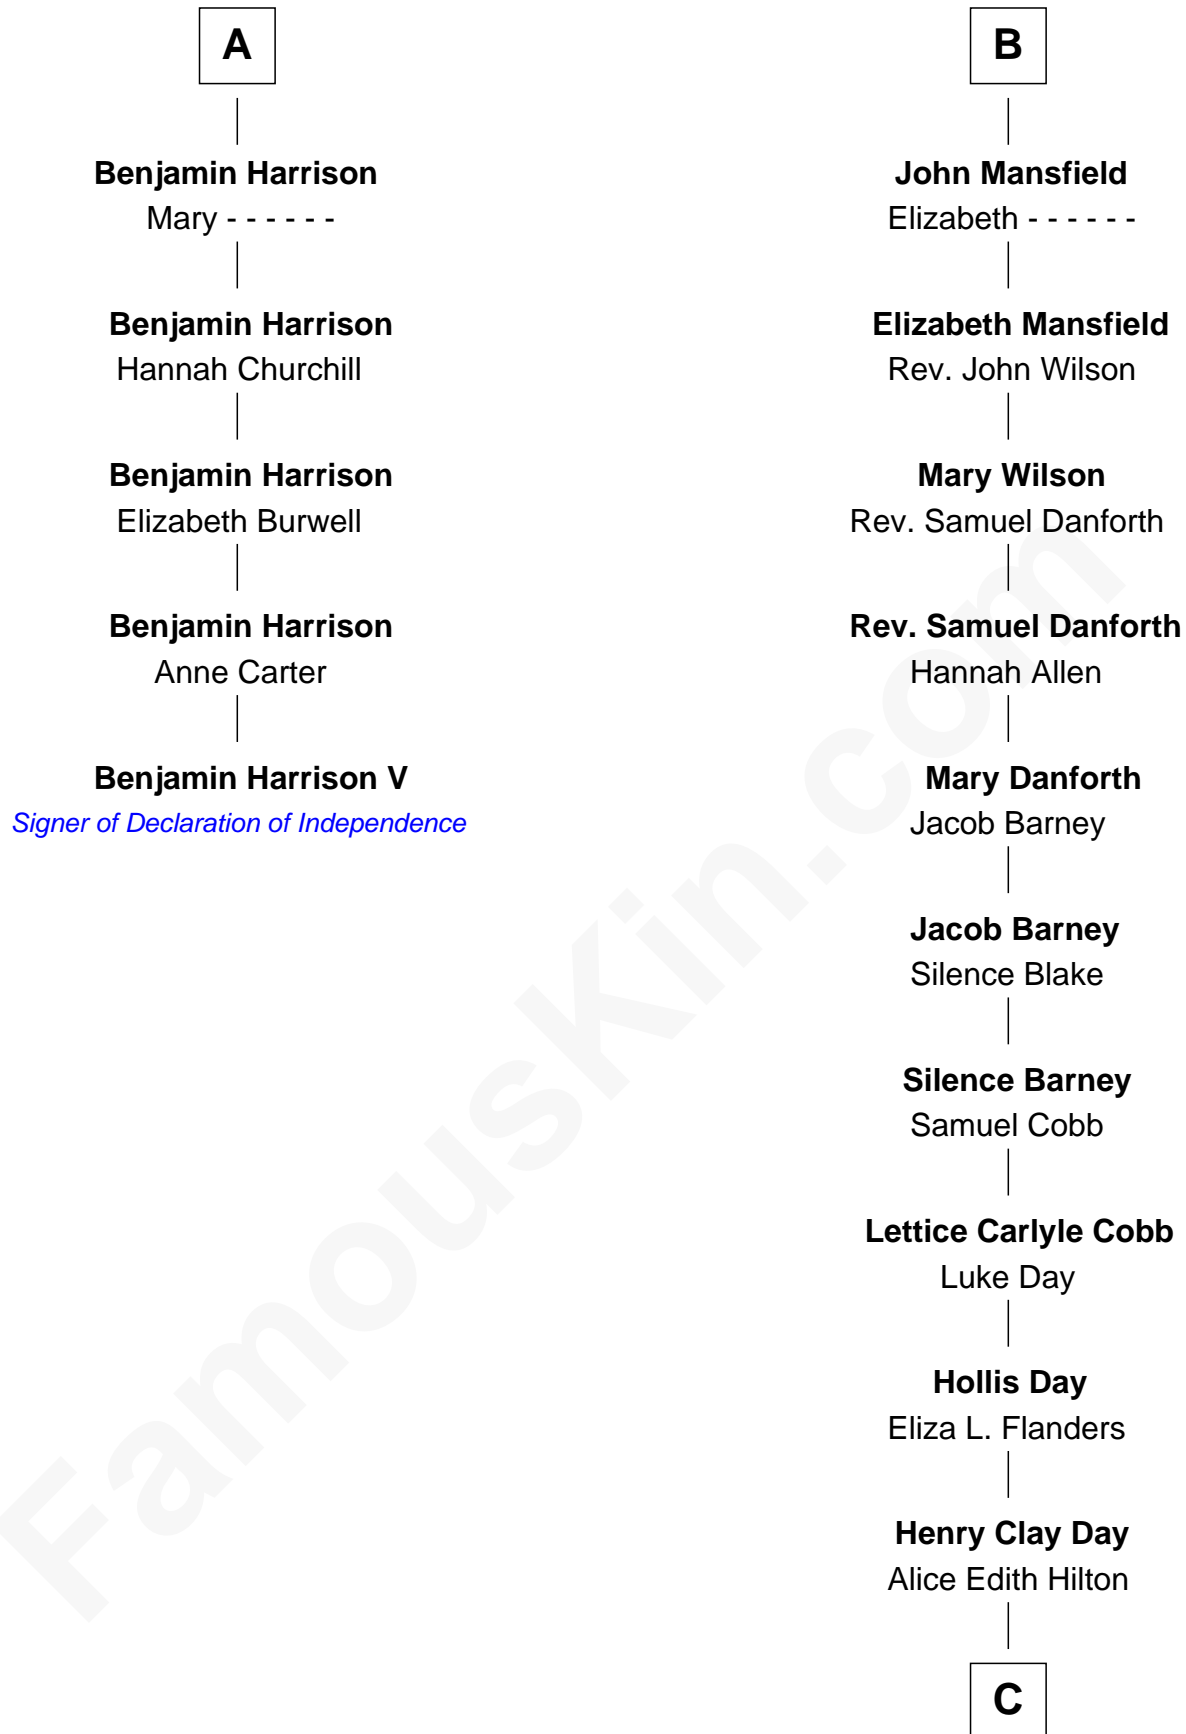 A
Benjamin Harrison
Mary - - - - - -
Benjamin Harrison
Hannah Churchill
Benjamin Harrison
Elizabeth Burwell
Benjamin Harrison
Anne Carter
Benjamin Harrison V
Signer of Declaration of Independence
B
John Mansfield
Elizabeth - - - - - -
Elizabeth Mansfield
Rev. John Wilson
Mary Wilson
Rev. Samuel Danforth
Rev. Samuel Danforth
Hannah Allen
Mary Danforth
Jacob Barney
Jacob Barney
Silence Blake
Silence Barney
Samuel Cobb
Lettice Carlyle Cobb
Luke Day
Hollis Day
Eliza L. Flanders
Henry Clay Day
Alice Edith Hilton
C
FamousKin.com